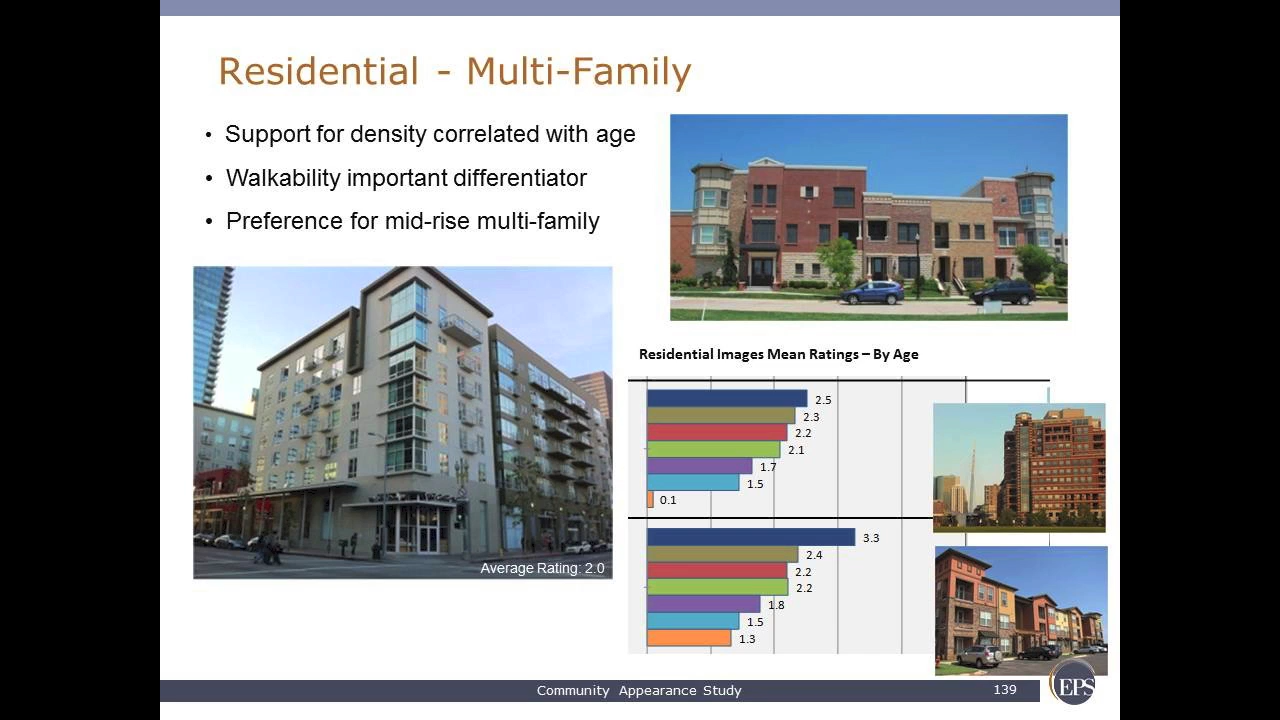 Residential - Multi-Family
• Support for density correlated with age
• Walkability important differentiator
• Preference for mid-rise multi-family
Average Rating: 2.0
Residential Images Mean Ratings – By Age
2.5
2.3
2.2
2.1
1.7
1.5
0.1
3.3
2.4
2.2
2.2
1.8
1.5
1.3
Community Appearance Study
139
EPS